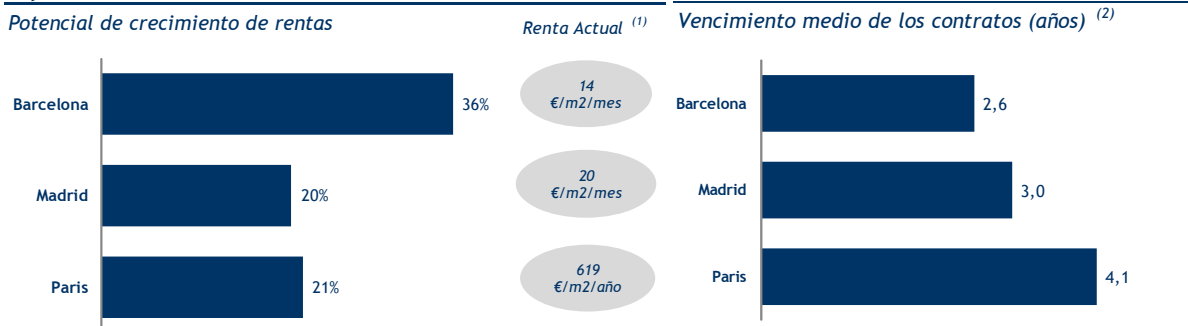 Potencial de crecimiento de rentas
Renta Actual (1)
Barcelona
36%
14
€/m2/mes
Madrid
20%
20
€/m2/mes
Paris
21%
619
€/m2/año
Vencimiento medio de los contratos (años) (2)
Barcelona
2,6
Madrid
3,0
Paris
4,1